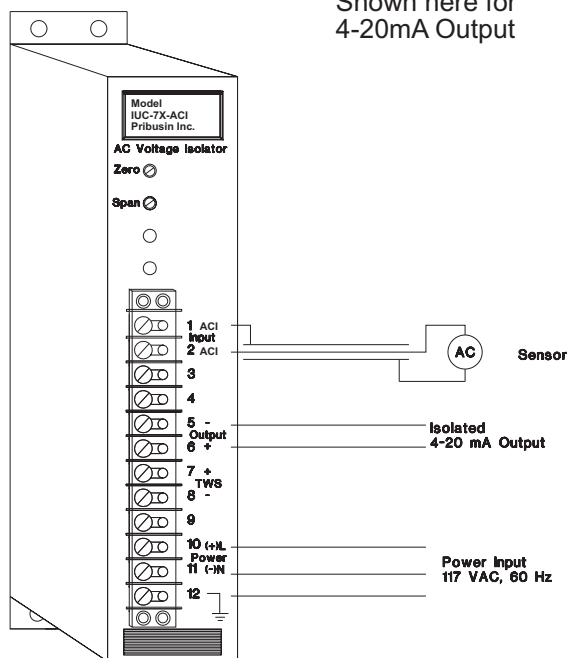 Shown here for
4-20mA Output
Model
IUC-7X-ACI
Pribusin Inc.
AC Voltage Isolator
Zero
Span
1 ACI
Input
2 ACI
3
4
5 -
Output
6 +
7 +
TWS
8 -
9
10 (+)L
Power
11 (-)N
12
AC
Sensor
Isolated
4-20 mA Output
Power Input
117 VAC, 60 Hz